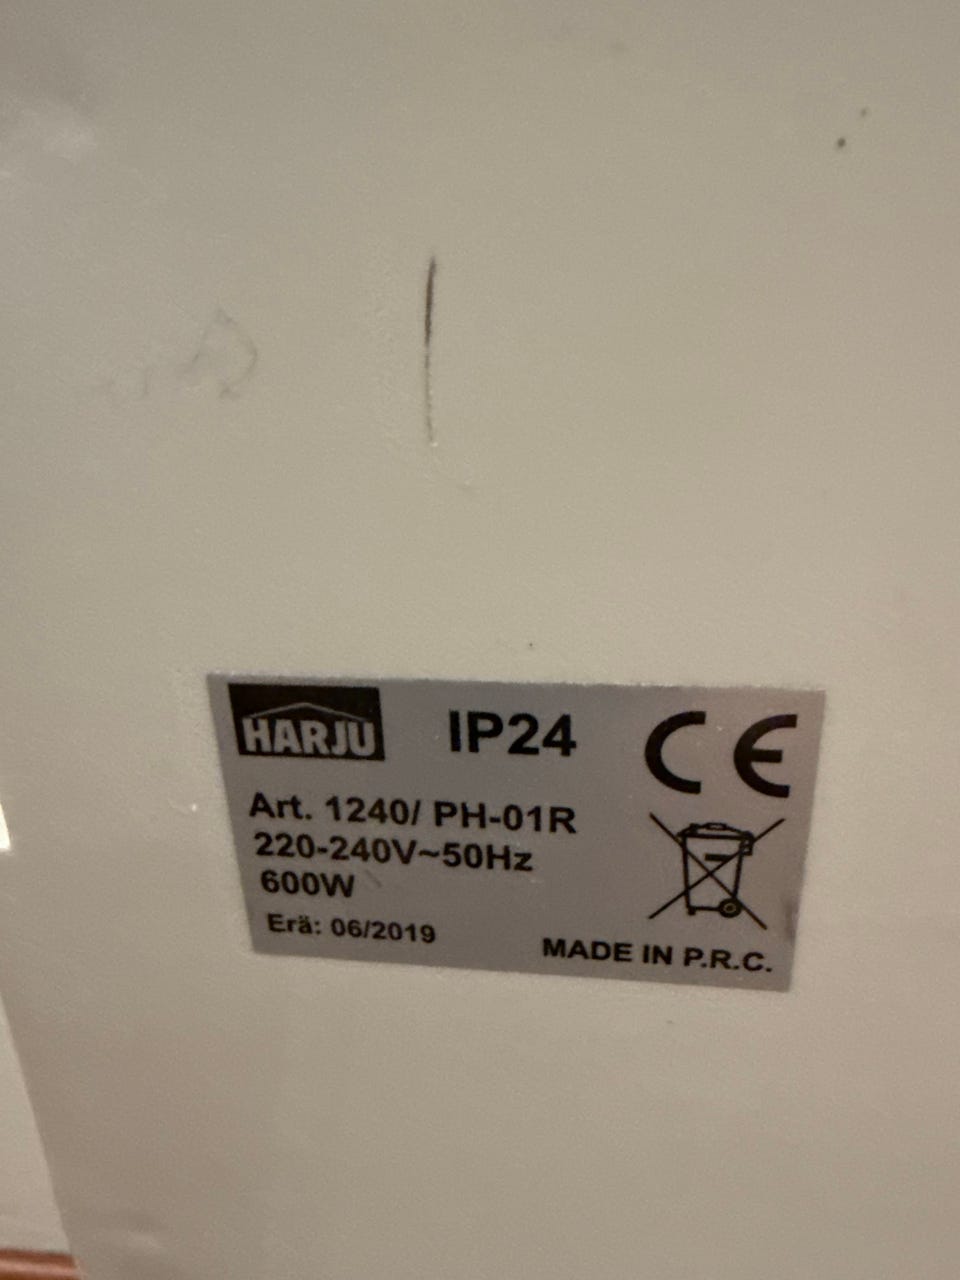 HARJU
IP24
CE
Art. 1240/ PH-01R
220-240V~50Hz
600W
Erä: 06/2019
MADE IN P.R.C.